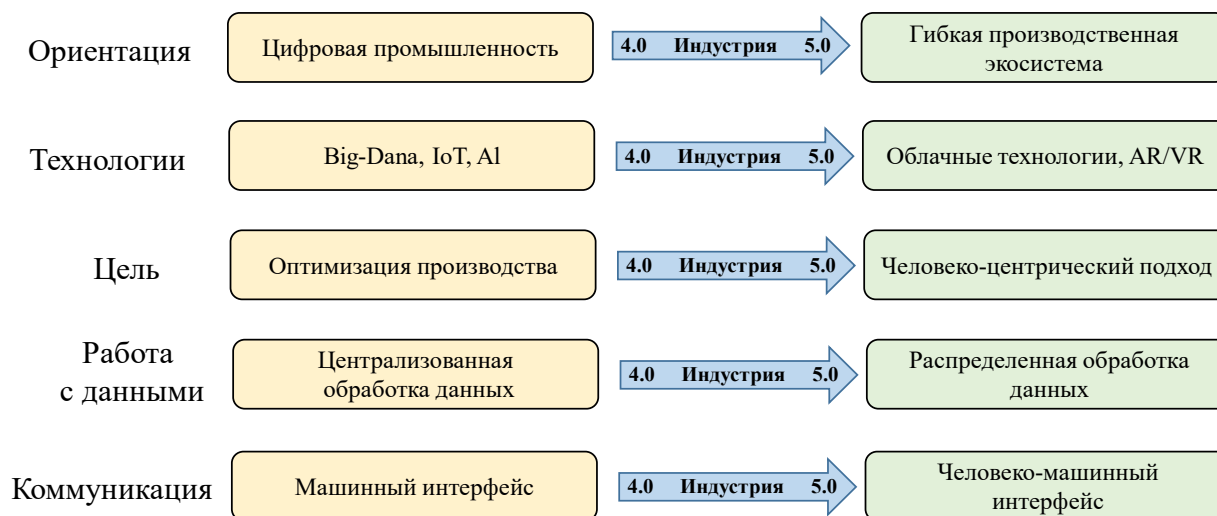 Ориентация
Цифровая промышленность
4.0 Индустрия 5.0
Гибкая производственная
экосистема
Технологии
Big-Dana, IoT, Al
4.0 Индустрия 5.0
Облачные технологии, AR/VR
Цель
Оптимизация производства
4.0 Индустрия 5.0
Человеко-центрический подход
Работа
с данными
Централизованная
обработка данных
4.0 Индустрия 5.0
Распределенная обработка
данных
Коммуникация
Машинный интерфейс
4.0 Индустрия 5.0
Человеко-машинный
интерфейс